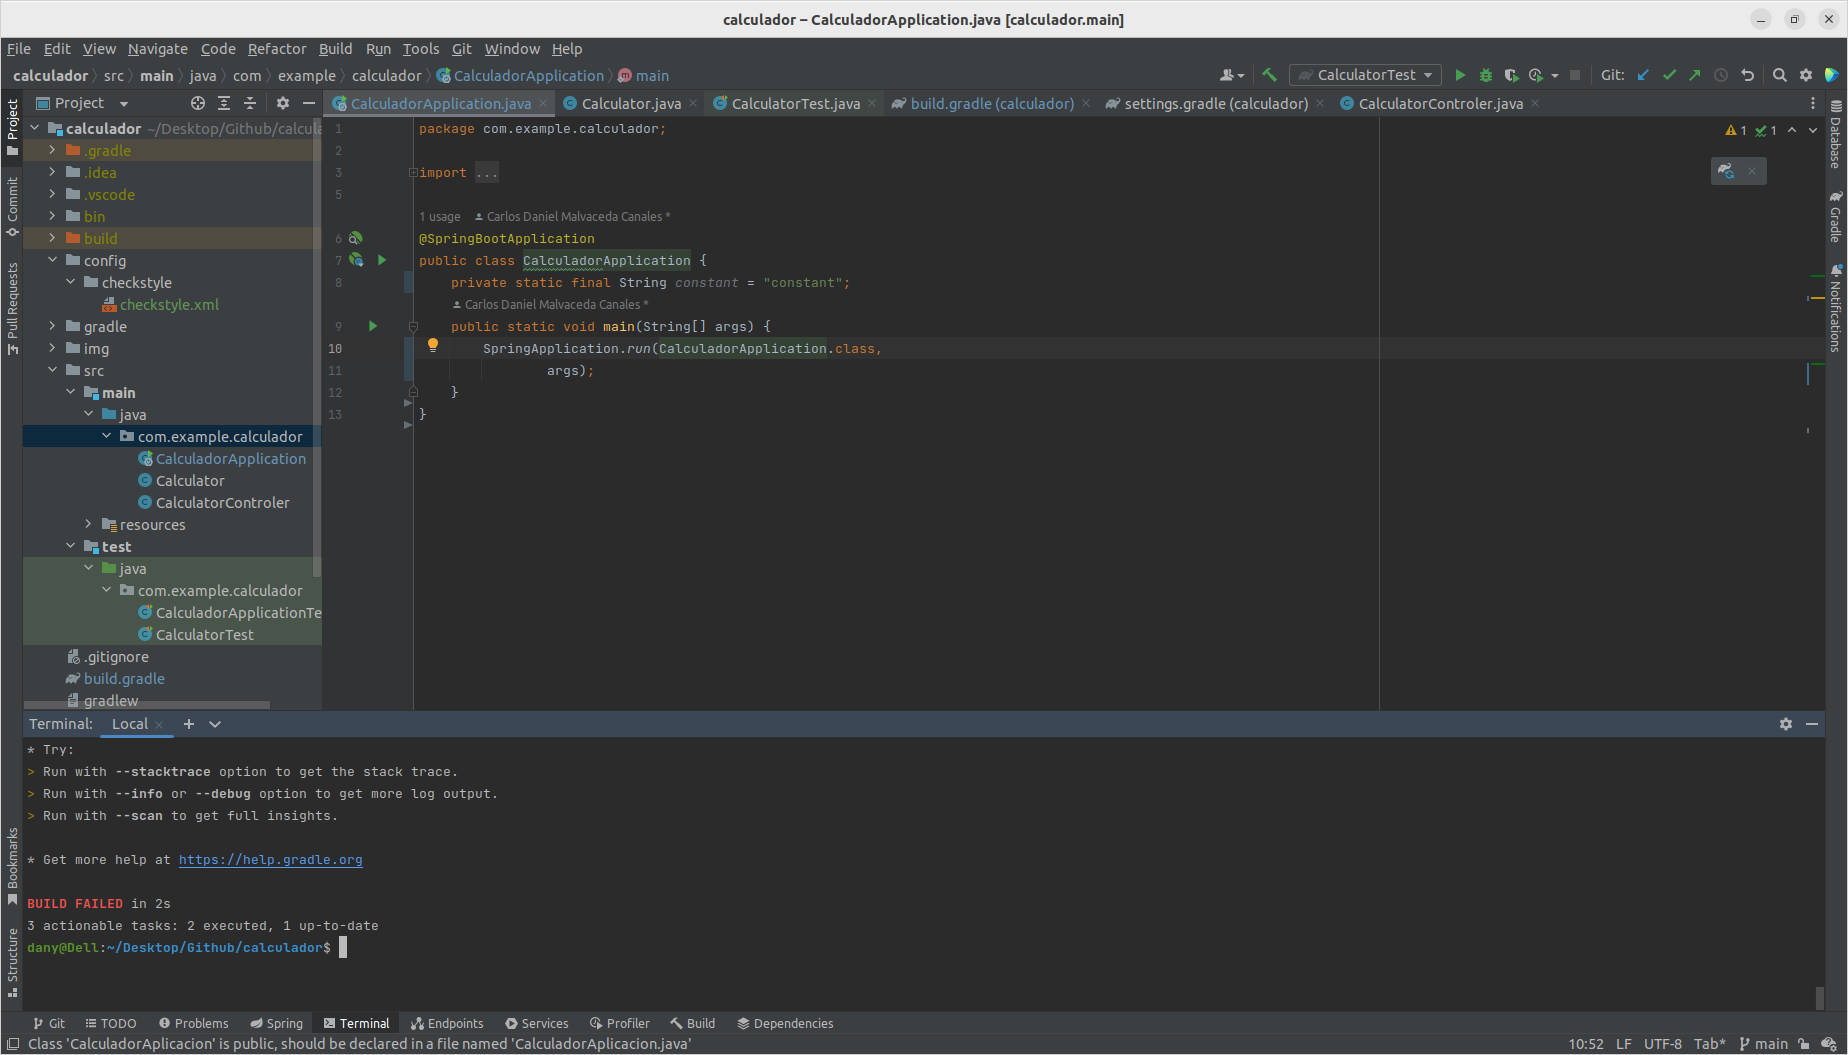 calculador – CalculadorApplication.java [calculador.main]
File Edit View Navigate Code Refactor Build Run Tools Git Window Help
calculador src main java com example calculador CalculadorApplication main
CalculatorTest Git:
Project
CalculadorApplication.java Calculator.java CalculatorTest.java build.gradle (calculador) settings.gradle (calculador) CalculatorControler.java
Project
Commit
Pull Requests
Bookmarks
Structure
calculador ~/Desktop/Github/calcula
.gradle
.idea
.vscode
bin
build
config
checkstyle
checkstyle.xml
gradle
img
src
main
java
com.example.calculador
CalculadorApplication
Calculator
CalculatorControler
resources
test
java
com.example.calculador
CalculadorApplicationTe
CalculatorTest
.gitignore
build.gradle
gradlew
1 package com.example.calculador;
2
3 import ...
5
1 usage Carlos Daniel Malvaceda Canales *
6 @SpringBootApplication
7 public class CalculadorApplication {
8 private static final String constant = "constant";
Carlos Daniel Malvaceda Canales *
9 public static void main(String[] args) {
10 SpringApplication.run(CalculadorApplication.class,
11 args);
12 }
13 }
1 1
Database
Gradle
Notifications
Terminal: Local
* Try:
> Run with --stacktrace option to get the stack trace.
> Run with --info or --debug option to get more log output.
> Run with --scan to get full insights.
* Get more help at https://help.gradle.org
BUILD FAILED in 2s
3 actionable tasks: 2 executed, 1 up-to-date
dany@Dell:~/Desktop/Github/calculador$
Git TODO Problems Spring Terminal Endpoints Services Profiler Build Dependencies
Class 'CalculadorAplicacion' is public, should be declared in a file named 'CalculadorAplicacion.java'
10:52 LF UTF-8 Tab* main